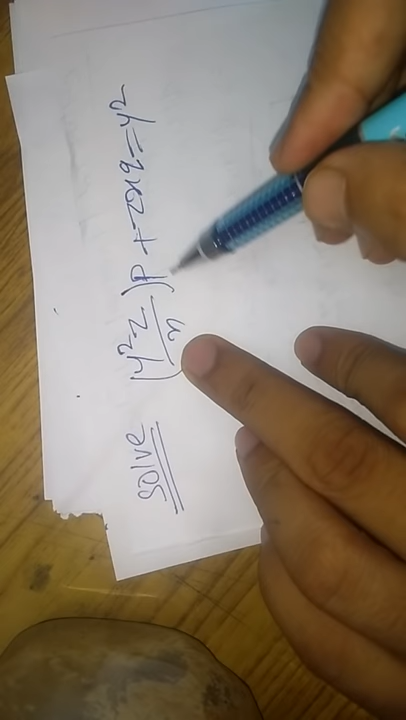 Solve (y²z/x)p + zxq = y²